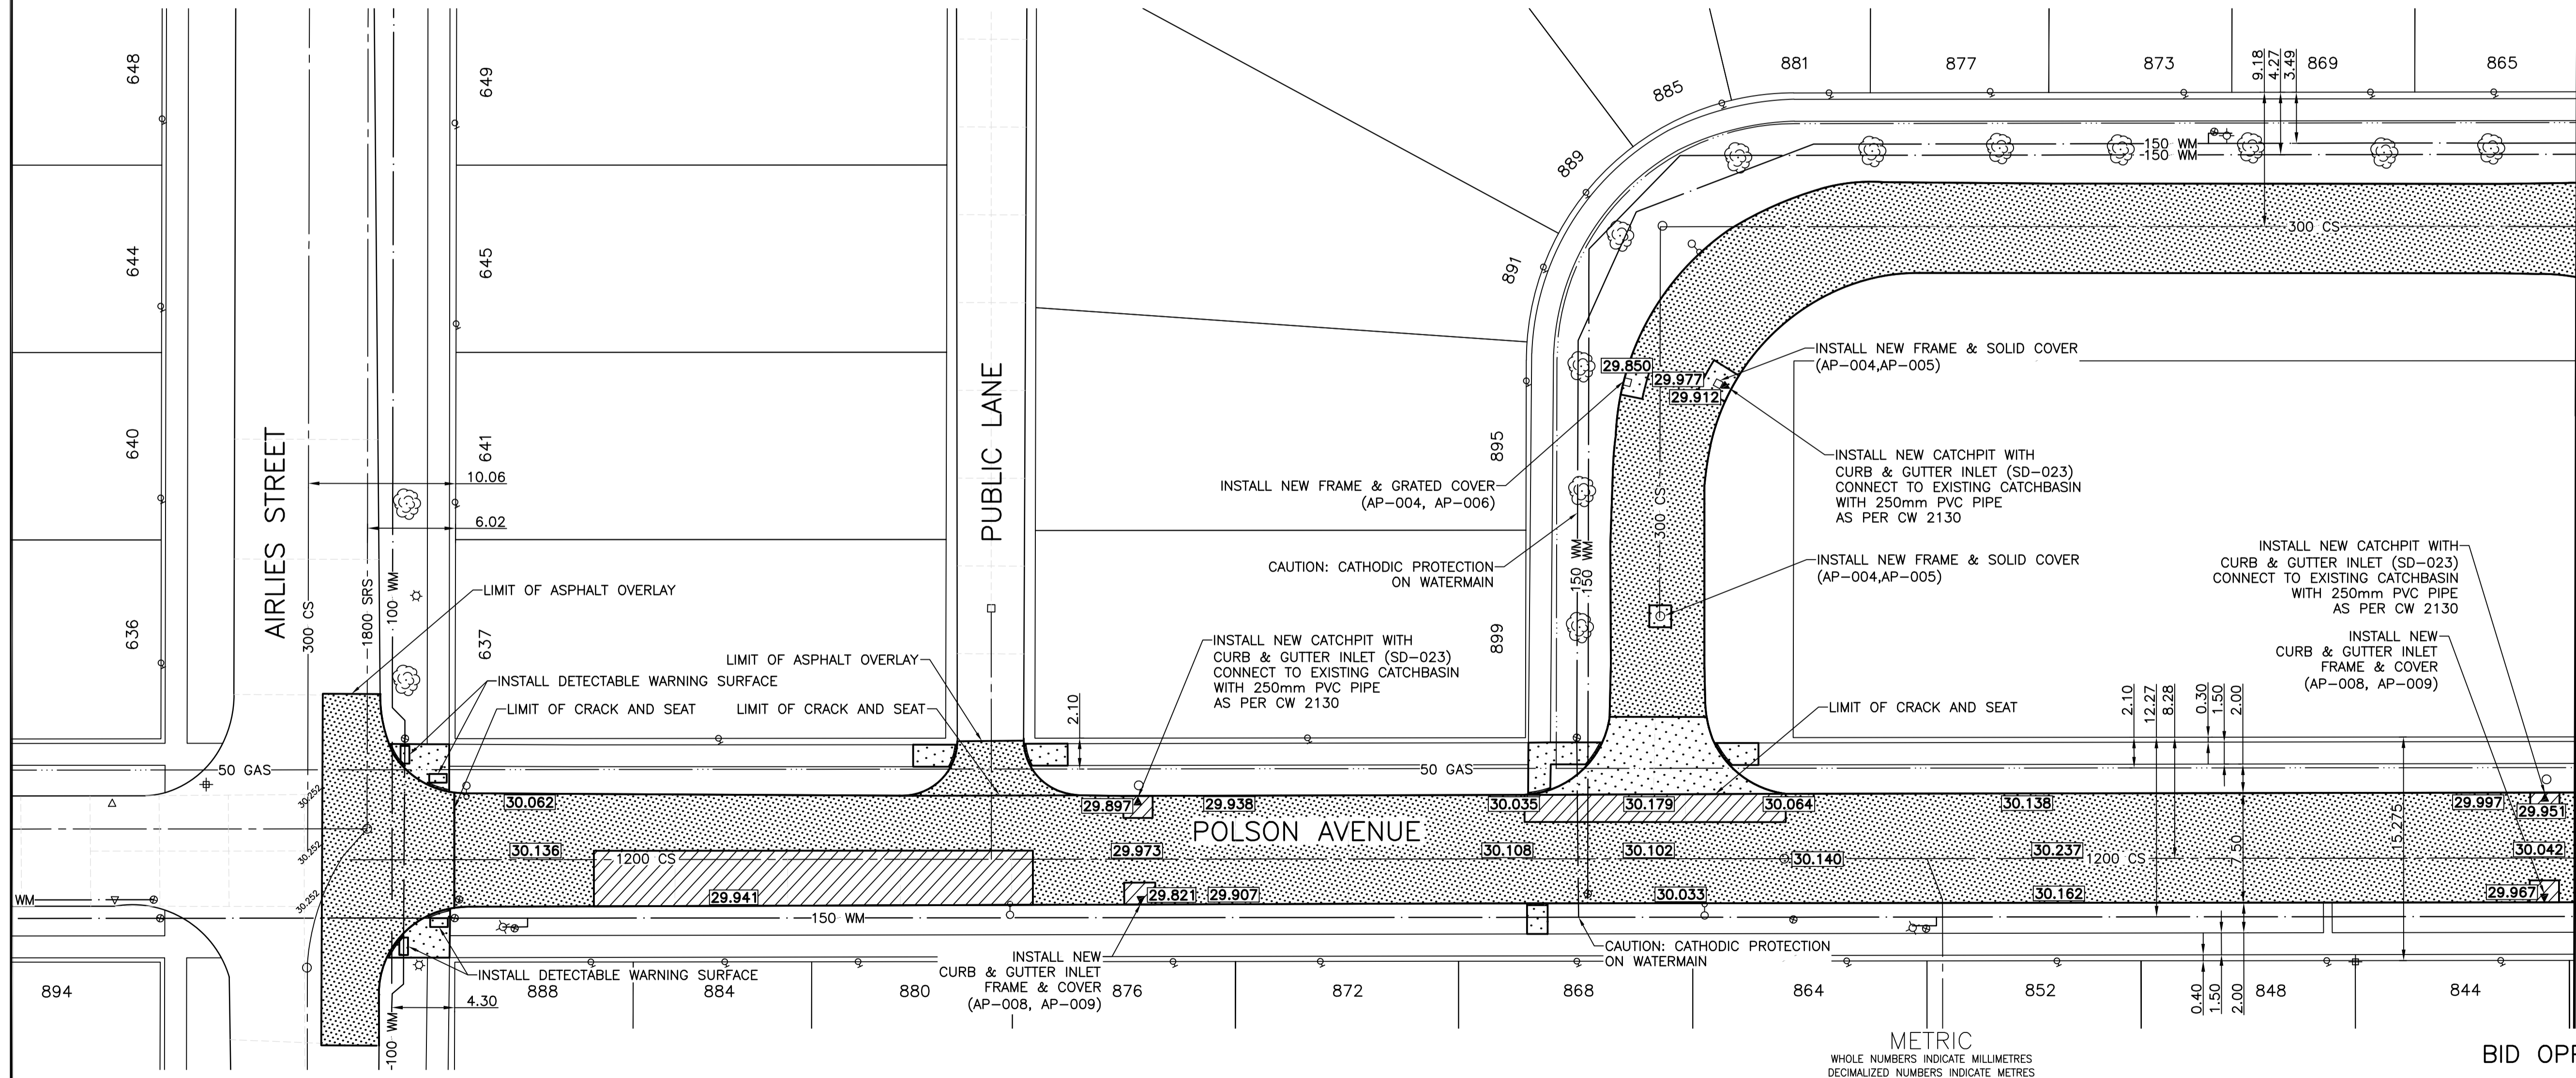 648
644
640
636
649
645
641
637
AIRLIES STREET
PUBLIC LANE
10.06
6.02
300 CS
1800 SRS
100 WM
LIMIT OF ASPHALT OVERLAY
LIMIT OF ASPHALT OVERLAY
INSTALL DETECTABLE WARNING SURFACE
LIMIT OF CRACK AND SEAT
LIMIT OF CRACK AND SEAT
50 GAS
30.252
30.252
30.252
WM
894
INSTALL DETECTABLE WARNING SURFACE
4.30
100 WM
885
889
891
895
899
881
877
873
869
865
9.18
4.27
3.49
150 WM
150 WM
300 CS
29.850
29.977
29.912
INSTALL NEW FRAME & SOLID COVER
(AP-004,AP-005)
INSTALL NEW FRAME & GRATED COVER
(AP-004, AP-006)
INSTALL NEW CATCHPIT WITH
CURB & GUTTER INLET (SD-023)
CONNECT TO EXISTING CATCHBASIN
WITH 250mm PVC PIPE
AS PER CW 2130
CAUTION: CATHODIC PROTECTION
ON WATERMAIN
150 WM
150 WM
300 CS
INSTALL NEW FRAME & SOLID COVER
(AP-004,AP-005)
INSTALL NEW CATCHPIT WITH
CURB & GUTTER INLET (SD-023)
CONNECT TO EXISTING CATCHBASIN
WITH 250mm PVC PIPE
AS PER CW 2130
INSTALL NEW CATCHPIT WITH
CURB & GUTTER INLET (SD-023)
CONNECT TO EXISTING CATCHBASIN
WITH 250mm PVC PIPE
AS PER CW 2130
INSTALL NEW
CURB & GUTTER INLET
FRAME & COVER
(AP-008, AP-009)
LIMIT OF CRACK AND SEAT
2.10
2.10
12.27
8.28
0.30
1.50
2.00
50 GAS
30.062
29.897
29.938
30.035
30.179
30.064
30.138
29.997
29.951
POLSON AVENUE
30.136
1200 CS
29.973
30.108
30.102
30.140
30.237
1200 CS
7.50
15.75
30.042
29.941
29.821
29.907
30.033
30.162
29.967
150 WM
INSTALL NEW
CURB & GUTTER INLET
FRAME & COVER
(AP-008, AP-009)
CAUTION: CATHODIC PROTECTION
ON WATERMAIN
888
884
880
876
872
868
864
852
848
844
0.40
1.50
2.00
METRIC
WHOLE NUMBERS INDICATE MILLIMETRES
DECIMALIZED NUMBERS INDICATE METRES
BID OPP